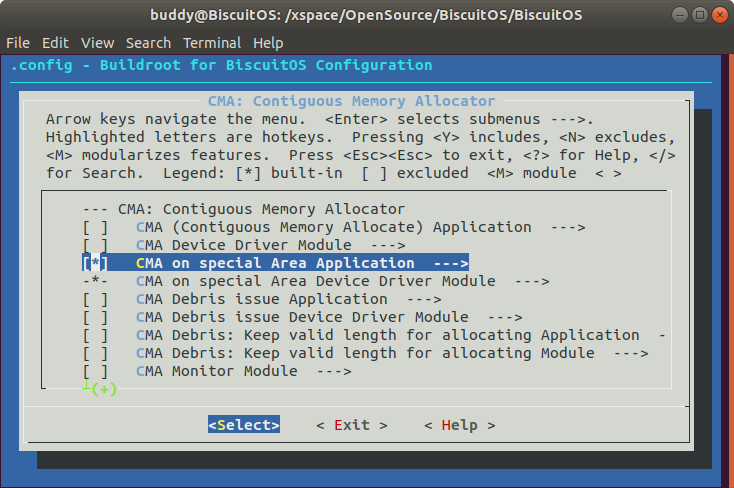 buddy@BiscuitOS: /xspace/OpenSource/BiscuitOS/BiscuitOS
File Edit View Search Terminal Help
.config - Buildroot for BiscuitOS Configuration
CMA: Contiguous Memory Allocator
Arrow keys navigate the menu. <Enter> selects submenus --->.
Highlighted letters are hotkeys. Pressing <Y> includes, <N> excludes,
<M> modularizes features. Press <Esc><Esc> to exit, <?> for Help, </>
for Search. Legend: [*] built-in [ ] excluded <M> module < >
--- CMA: Contiguous Memory Allocator
[ ] CMA (Contiguous Memory Allocate) Application --->
[ ] CMA Device Driver Module --->
[*] CMA on special Area Application --->
-*- CMA on special Area Device Driver Module --->
[ ] CMA Debris issue Application --->
[ ] CMA Debris issue Device Driver Module --->
[ ] CMA Debris: Keep valid length for allocating Application -
[ ] CMA Debris: Keep valid length for allocating Module --->
[ ] CMA Monitor Module --->
(+)
<Select> < Exit > < Help >